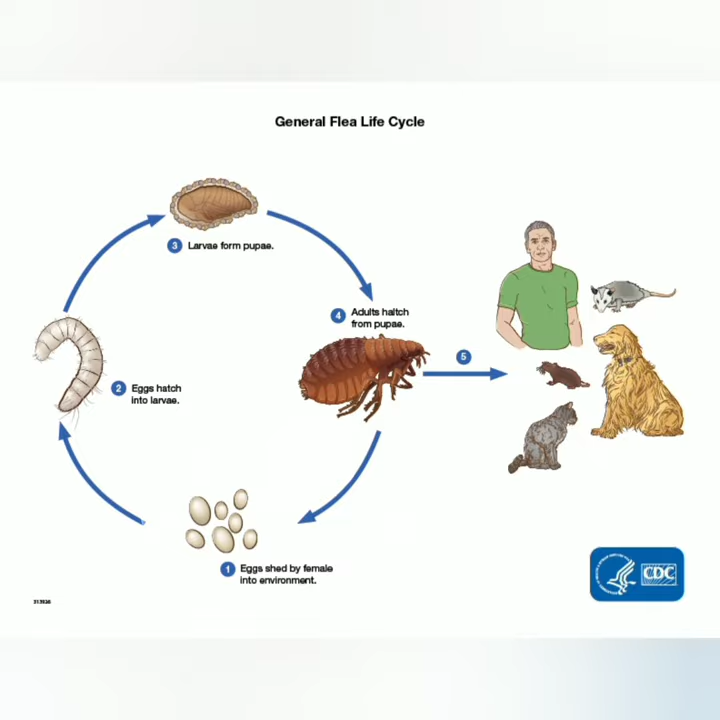 General Flea Life Cycle
3 Larvae form pupae.
4 Adults haltch
from pupae.
5
2 Eggs hatch
into larvae.
1 Eggs shed by female
into environment.
CDC